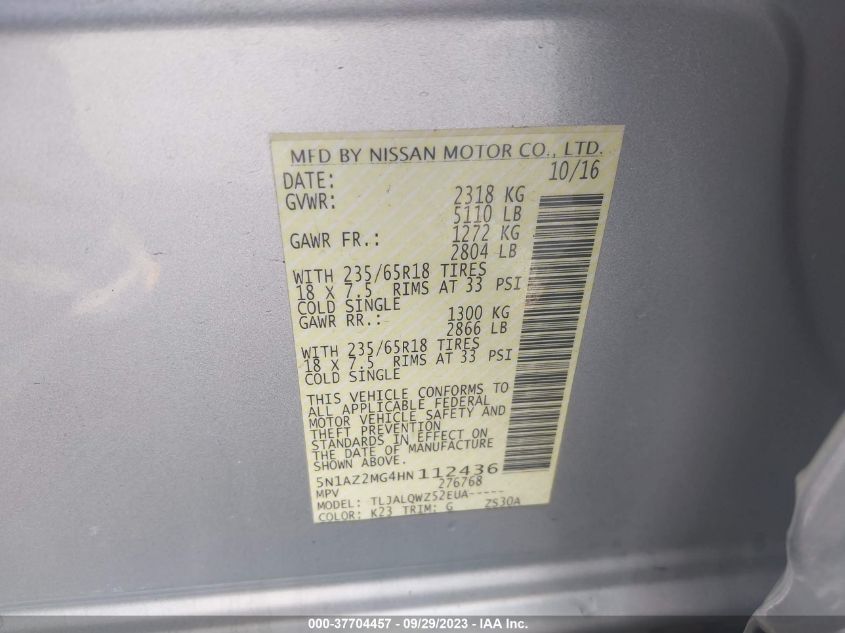 MFD BY NISSAN MOTOR CO., LTD.
DATE: 10/16
GVWR: 2318 KG
5110 LB
GAWR FR.: 1272 KG
2804 LB
WITH 235/65R18 TIRES
18 X 7.5 RIMS AT 33 PSI
COLD SINGLE
GAWR RR.: 1300 KG
2866 LB
WITH 235/65R18 TIRES
18 X 7.5 RIMS AT 33 PSI
COLD SINGLE
THIS VEHICLE CONFORMS TO
ALL APPLICABLE FEDERAL
MOTOR VEHICLE SAFETY AND
THEFT PREVENTION
STANDARDS IN EFFECT ON
THE DATE OF MANUFACTURE
SHOWN ABOVE.
5N1AZ2MG4HN112436
MPV 276768
MODEL: TLJALQWZ52EUA-----
COLOR: K23 TRIM: G ZS30A
000-37704457 - 09/29/2023 - IAA Inc.